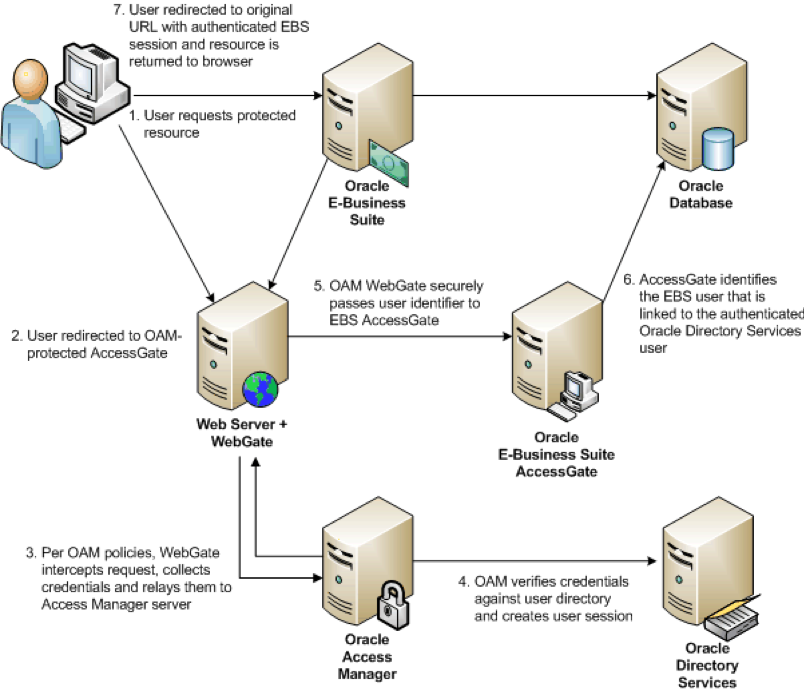 7. User redirected to original
URL with authenticated EBS
session and resource is
returned to browser
1. User requests protected
resource
Oracle
E-Business
Suite
Oracle
Database
5. OAM WebGate securely
passes user identifier to
EBS AccessGate
6. AccessGate identifies
the EBS user that is
linked to the authenticated
Oracle Directory Services
user
2. User redirected to OAM-
protected AccessGate
Web Server +
WebGate
Oracle
E-Business Suite
AccessGate
3. Per OAM policies, WebGate
intercepts request, collects
credentials and relays them to
Access Manager server
4. OAM verifies credentials
against user directory
and creates user session
Oracle
Access
Manager
Oracle
Directory
Services